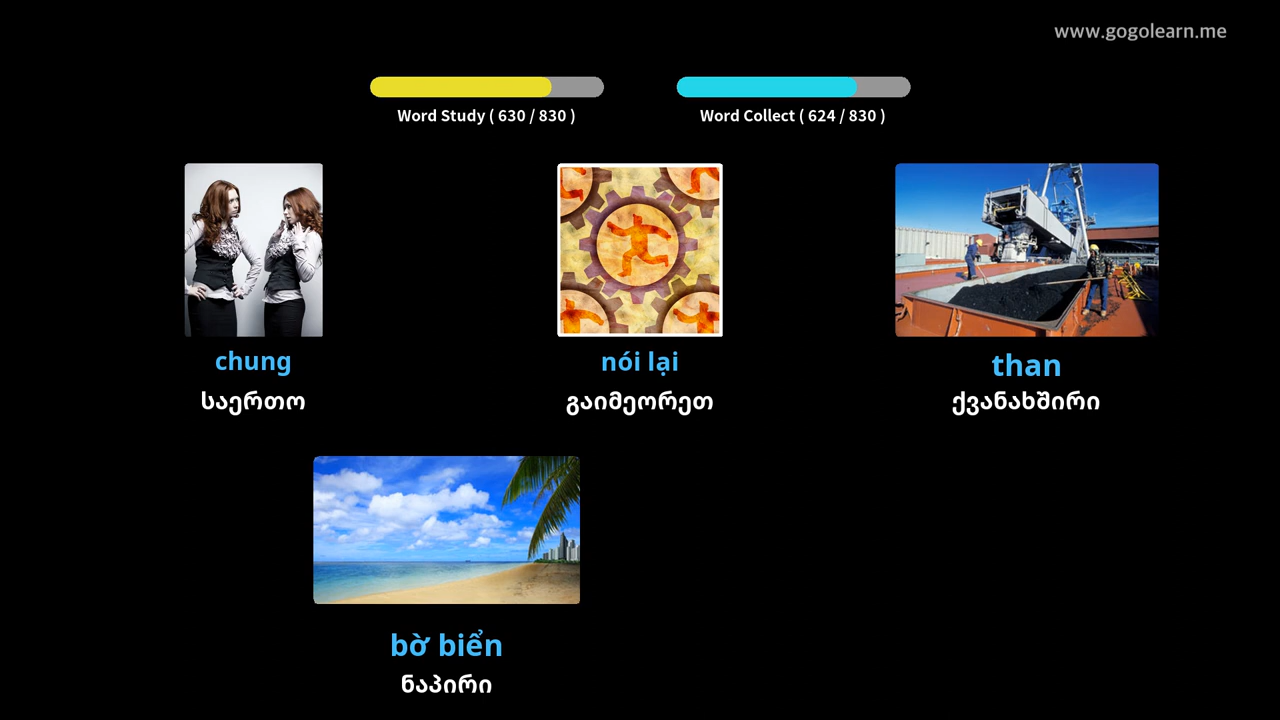 www.gogolearn.me
Word Study ( 630 / 830 )
Word Collect ( 624 / 830 )
chung
საერთო
nói lại
გაიმეორეთ
than
ქვანახშირი
bờ biển
ნაპირი